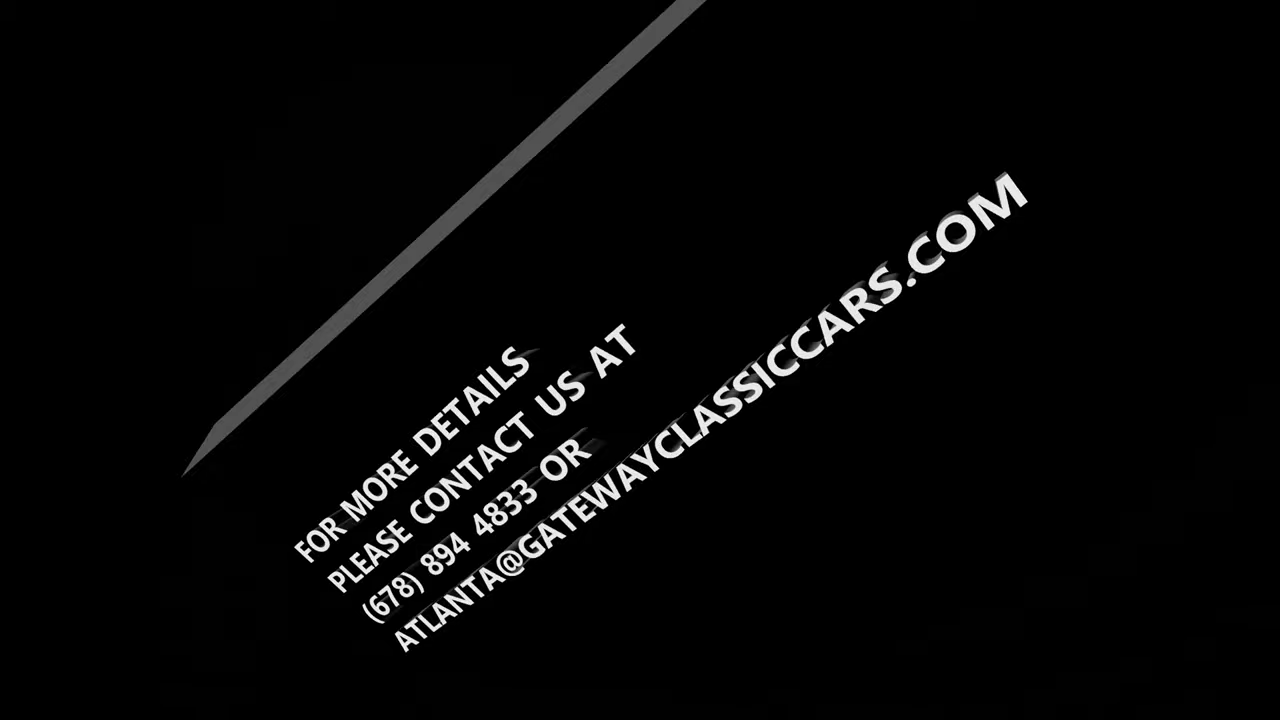 FOR MORE DETAILS
PLEASE CONTACT US AT
(678) 894 4833 OR
ATLANTA@GATEWAYCLASSICCARS.COM